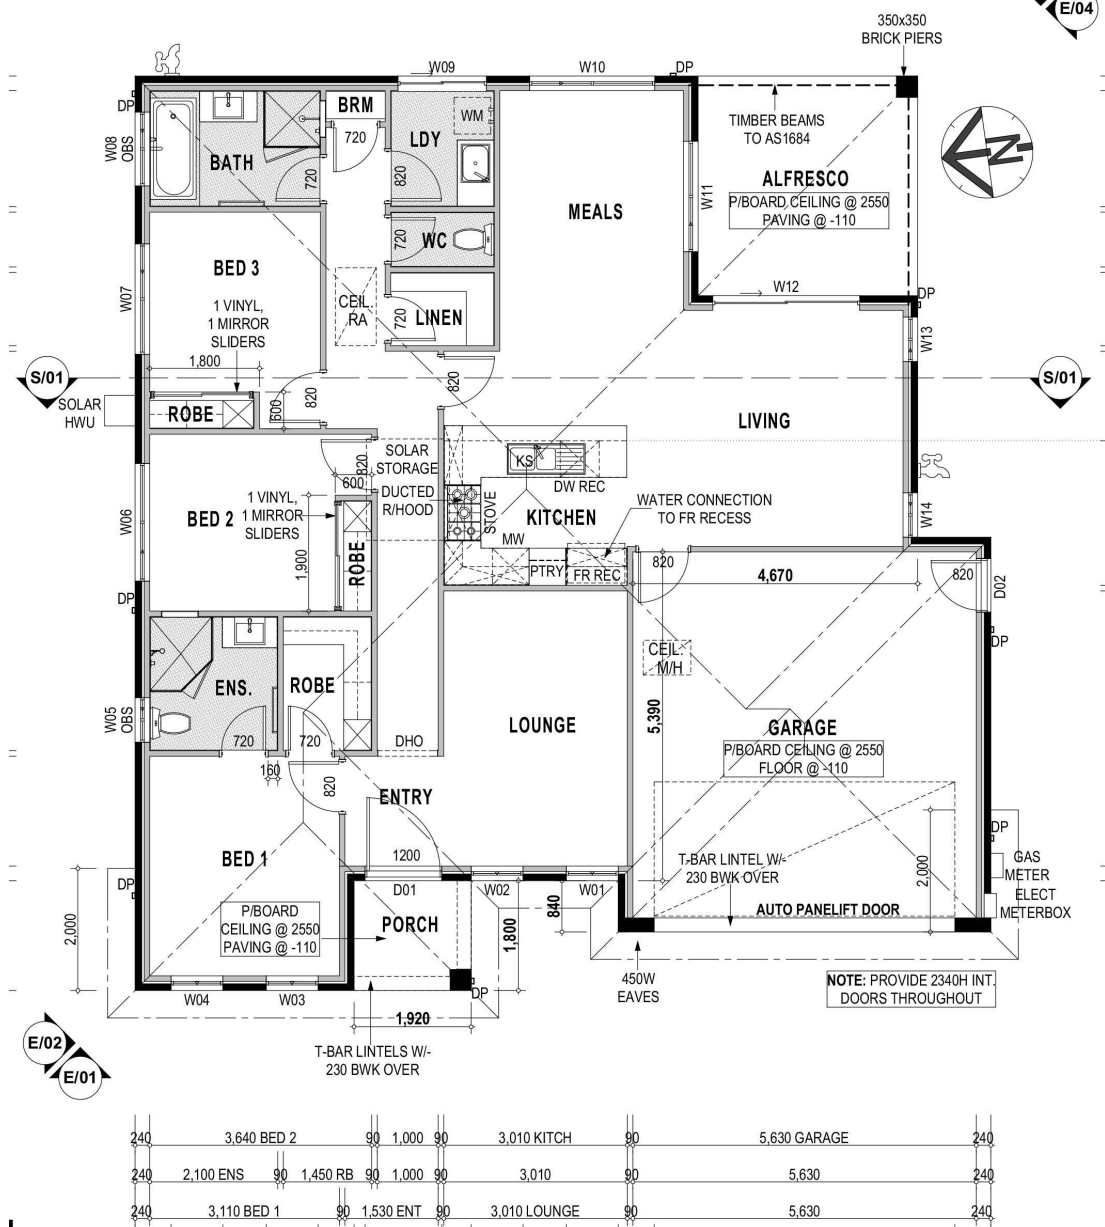 E/04
350x350
BRICK PIERS
W09
W10
DP
DP
BRM
WM
TIMBER BEAMS
TO AS1684
N
W08
OBS
720
LDY
BATH
720
820
ALFRESCO
P/BOARD CEILING @ 2550
PAVING @ -110
W11
MEALS
720
WC
BED 3
W07
1 VINYL,
1 MIRROR
SLIDERS
CEIL.
RA
720
LINEN
W12
DP
W13
1,800
S/01
820
820
S/01
SOLAR
HWU
ROBE
600
LIVING
SOLAR
STORAGE
820
600
KS
DW REC
DUCTED
R/HOOD
STOVE
1 VINYL,
1 MIRROR
SLIDERS
BED 2
W06
KITCHEN
WATER CONNECTION
TO FR RECESS
W14
MW
1,900
ROBE
PTRY
FR REC
820
4,670
820
D02
DP
DP
CEIL.
M/H
ENS.
ROBE
W05
OBS
LOUNGE
5,390
GARAGE
P/BOARD CEILING @ 2550
FLOOR @ -110
720
720
DHO
160
820
ENTRY
DP
BED 1
1200
T-BAR LINTEL W/-
230 BWK OVER
2,000
GAS
METER
ELECT
METERBOX
DP
D01
W02
W01
2,000
P/BOARD
CEILING @ 2550
PAVING @ -110
PORCH
1,800
840
AUTO PANELIFT DOOR
450W
EAVES
NOTE: PROVIDE 2340H INT.
DOORS THROUGHOUT
W04
W03
DP
1,920
E/02
E/01
T-BAR LINTELS W/-
230 BWK OVER
240 3,640 BED 2 90 1,000 90 3,010 KITCH 90 5,630 GARAGE 240
240 2,100 ENS 90 1,450 RB 90 1,000 90 3,010 90 5,630 240
240 3,110 BED 1 90 1,530 ENT 90 3,010 LOUNGE 90 5,630 240